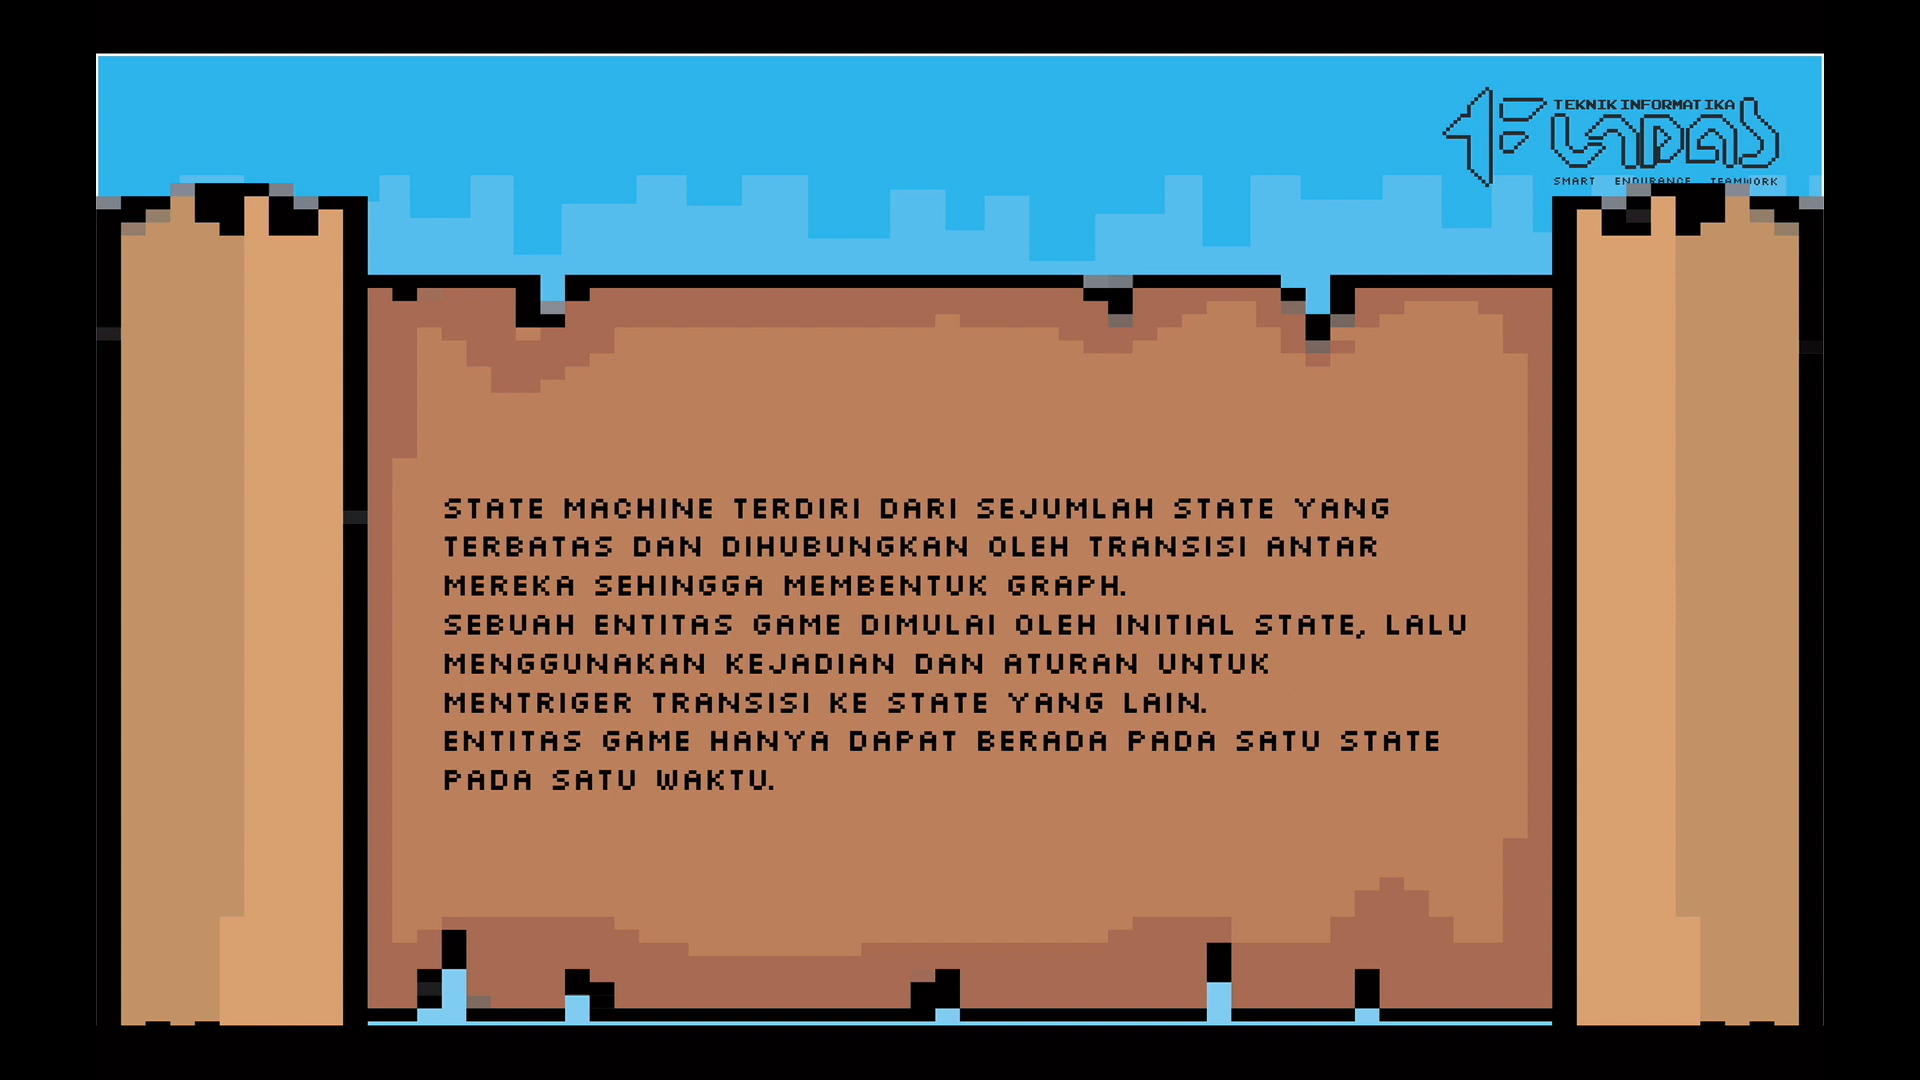 TEKNIK INFORMATIKA
UNPAS
SMART ENDURANCE TEAMWORK
STATE MACHINE TERDIRI DARI SEJUMLAH STATE YANG
TERBATAS DAN DIHUBUNGKAN OLEH TRANSISI ANTAR
MEREKA SEHINGGA MEMBENTUK GRAPH.
SEBUAH ENTITAS GAME DIMULAI OLEH INITIAL STATE, LALU
MENGGUNAKAN KEJADIAN DAN ATURAN UNTUK
MENTRIGER TRANSISI KE STATE YANG LAIN.
ENTITAS GAME HANYA DAPAT BERADA PADA SATU STATE
PADA SATU WAKTU.